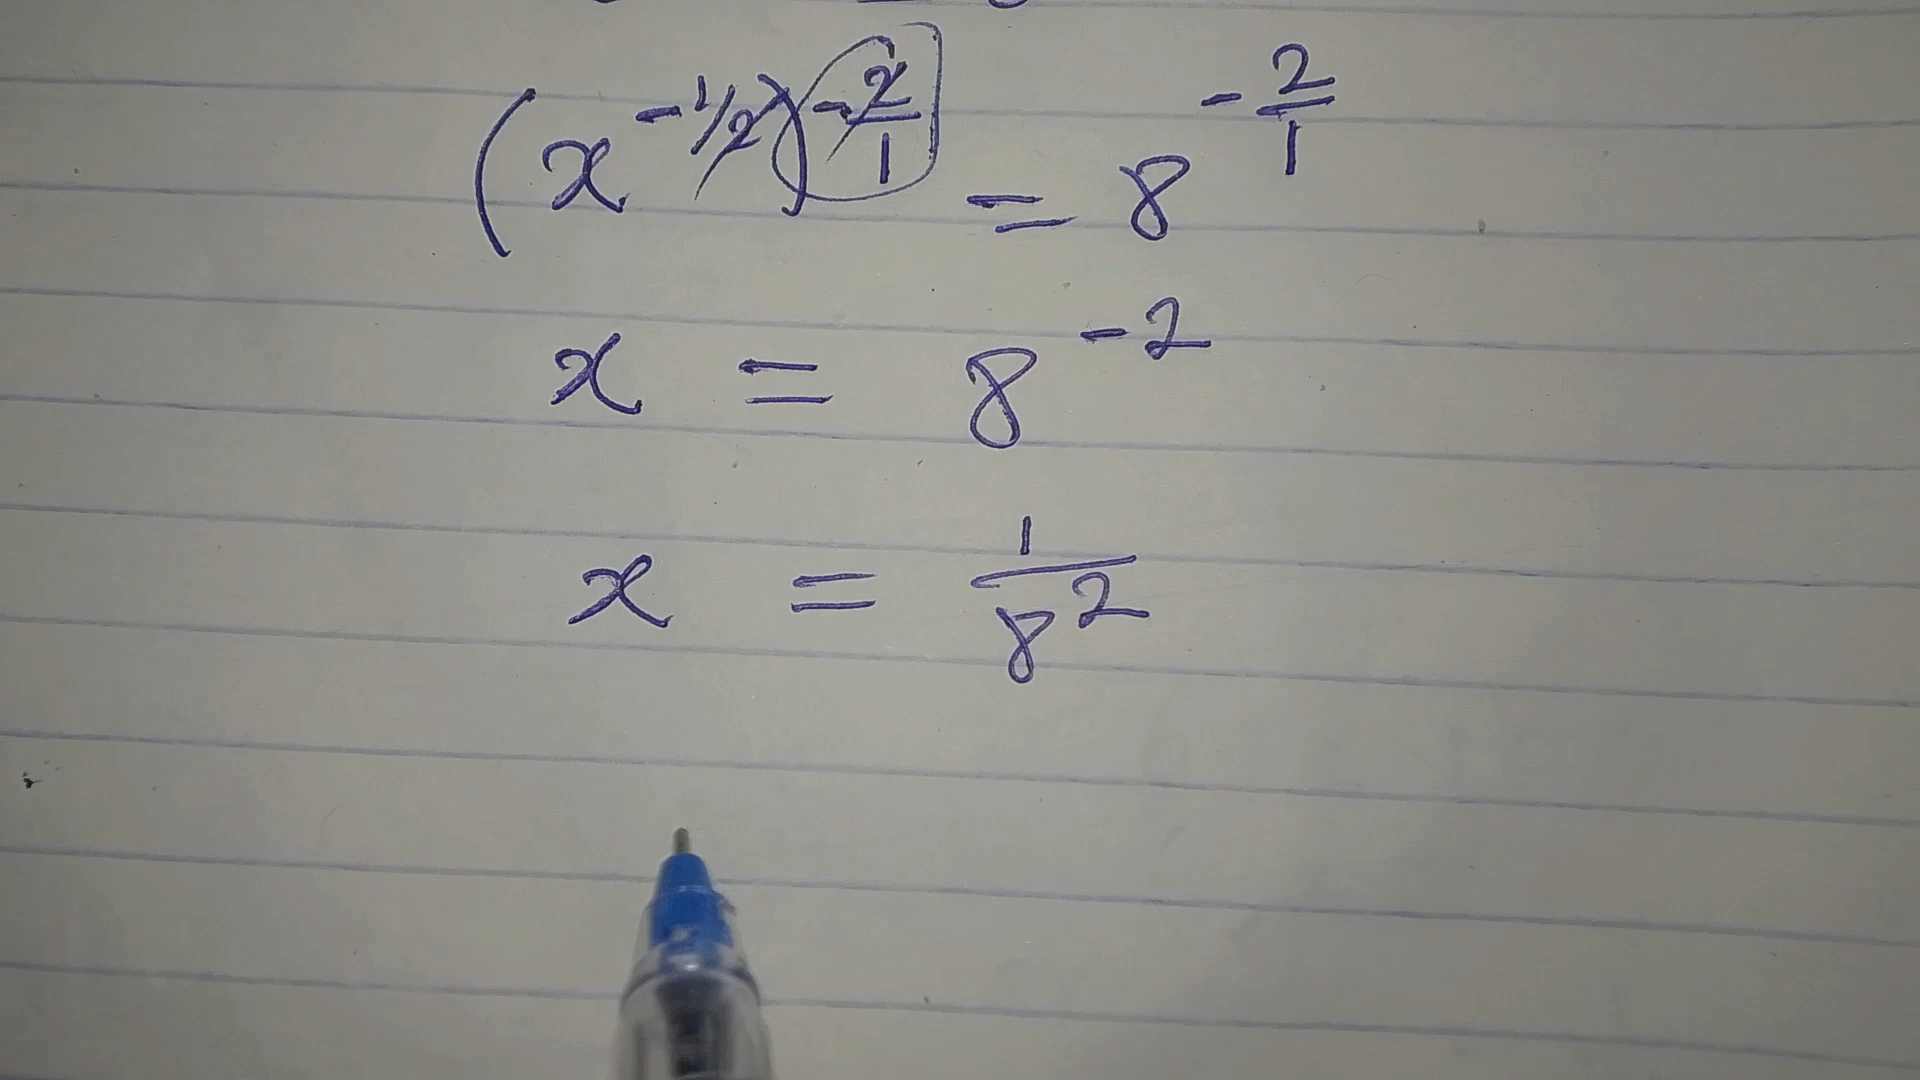 (x^{-1/2})^{-2/1} = 8^{-2/1}
x = 8^{-2}
x = 1/8^2